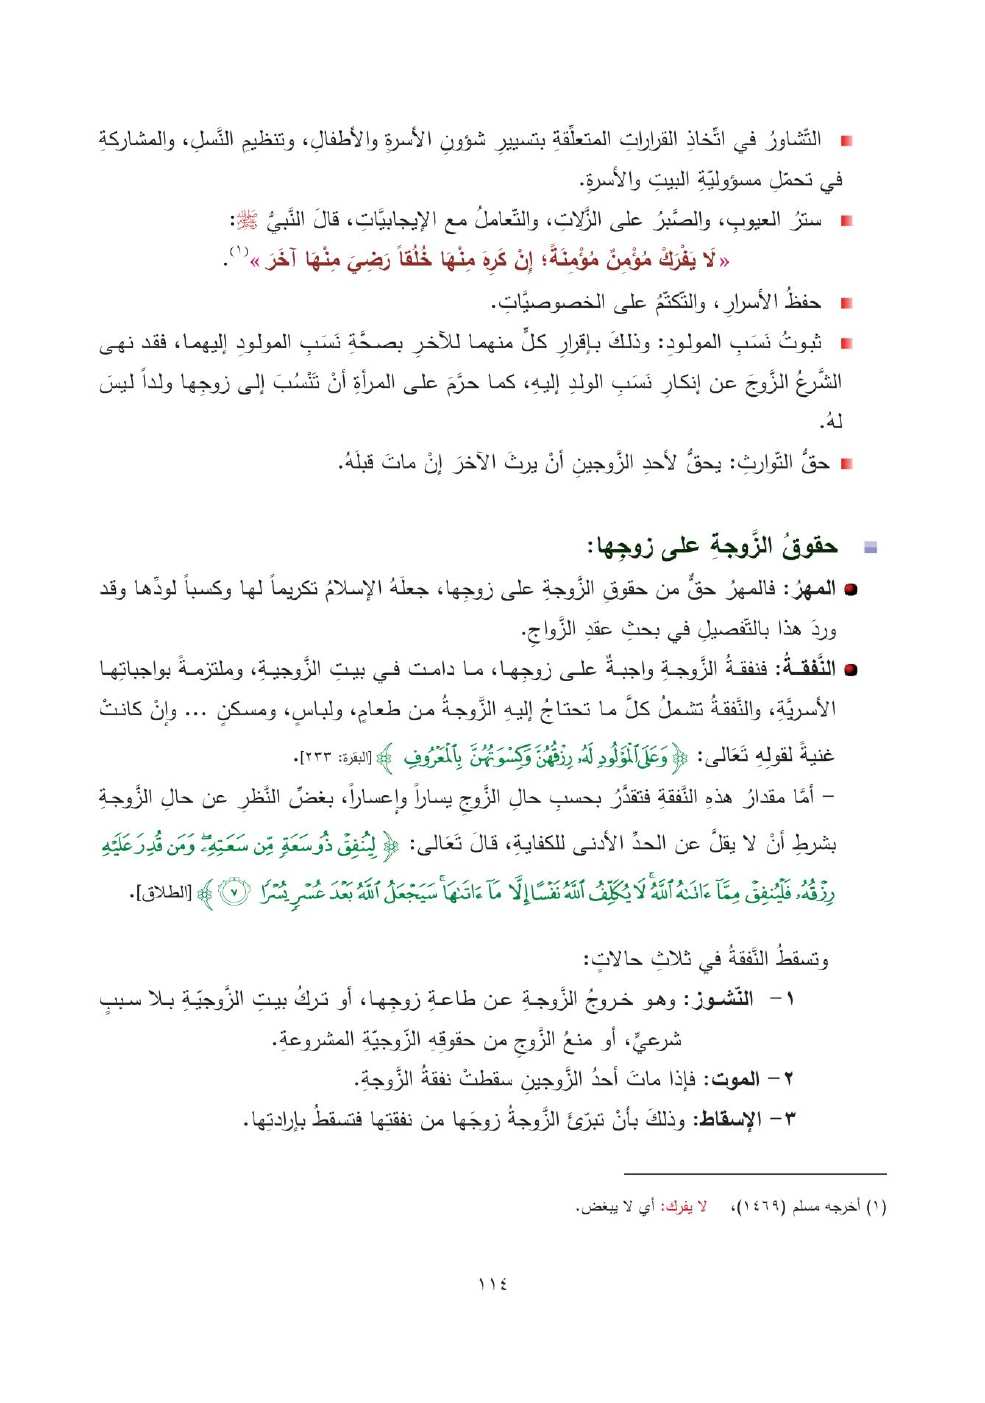 التّشاورُ في اتِّخاذِ القراراتِ المتعلِّقةِ بتسييرِ شؤونِ الأسرةِ والأطفالِ، وتنظيمِ النَّسلِ، والمشاركةِ
في تحمّلِ مسؤوليّةِ البيتِ والأسرةِ.
سترُ العيوبِ، والصَّبرُ على الزَّلاتِ، والتّعاملُ مع الإيجابيَّاتِ، قالَ النَّبيُّ ﷺ:
«لَا يَفْرَكْ مُؤْمِنٌ مُؤْمِنَةً؛ إِنْ كَرِهَ مِنْهَا خُلُقاً رَضِيَ مِنْهَا آخَرَ»(١).
حفظُ الأسرارِ، والتّكتّمُ على الخصوصيَّاتِ.
ثبوتُ نَسَبِ المولودِ: وذلكَ بإقرارِ كلٍّ منهما للآخرِ بصحَّةِ نَسَبِ المولودِ إليهما، فقد نهى
الشَّرعُ الزَّوجَ عن إنكارِ نَسَبِ الولدِ إليهِ، كما حرَّمَ على المرأةِ أنْ تَنْسُبَ إلى زوجِها ولداً ليسَ
لهُ.
حقُّ التّوارثِ: يحقُّ لأحدِ الزَّوجينِ أنْ يرثَ الآخرَ إنْ ماتَ قبلَهُ.
حقوقُ الزَّوجةِ على زوجِها:
المهرُ: فالمهرُ حقٌّ من حقوقِ الزَّوجةِ على زوجِها، جعلَهُ الإسلامُ تكريماً لها وكسباً لودِّها وقد
وردَ هذا بالتّفصيلِ في بحثِ عقدِ الزَّواجِ.
النَّفقةُ: فنفقةُ الزَّوجةِ واجبةٌ على زوجِها، ما دامت في بيتِ الزَّوجيةِ، وملتزمةً بواجباتِها
الأسريَّةِ، والنَّفقةُ تشملُ كلَّ ما تحتاجُ إليهِ الزَّوجةُ من طعامٍ، ولباسٍ، ومسكنٍ ... وإنْ كانتْ
غنيةً لقولِهِ تَعَالى: ﴿وَعَلَى ٱلۡمَوۡلُودِ لَهُۥ رِزۡقُهُنَّ وَكِسۡوَتُهُنَّ بِٱلۡمَعۡرُوفِ﴾ [البقرة: ٢٣٣].
– أمَّا مقدارُ هذهِ النَّفقةِ فتقدَّرُ بحسبِ حالِ الزَّوجِ يساراً وإعساراً، بغضِّ النَّظرِ عن حالِ الزَّوجةِ
بشرطِ أنْ لا يقلَّ عن الحدِّ الأدنى للكفايةِ، قالَ تَعَالى: ﴿لِيُنفِقۡ ذُو سَعَةٖ مِّن سَعَتِهِۦۖ وَمَن قُدِرَ عَلَيۡهِ
رِزۡقُهُۥ فَلۡيُنفِقۡ مِمَّآ ءَاتَىٰهُ ٱللَّهُۚ لَا يُكَلِّفُ ٱللَّهُ نَفۡسًا إِلَّا مَآ ءَاتَىٰهَاۚ سَيَجۡعَلُ ٱللَّهُ بَعۡدَ عُسۡرٖ يُسۡرٗا ٧﴾ [الطلاق].
وتسقطُ النَّفقةُ في ثلاثِ حالاتٍ:
١– النّشوز: وهو خروجُ الزَّوجةِ عن طاعةِ زوجِها، أو تركُ بيتِ الزَّوجيّةِ بلا سببٍ
شرعيٍّ، أو منعُ الزَّوجِ من حقوقِهِ الزّوجيّةِ المشروعةِ.
٢– الموت: فإذا ماتَ أحدُ الزَّوجينِ سقطتْ نفقةُ الزَّوجةِ.
٣– الإسقاط: وذلكَ بأنْ تبرّئَ الزَّوجةُ زوجَها من نفقتِها فتسقطُ بإرادتِها.
(١) أخرجه مسلم (١٤٦٩)، لا يفرك: أي لا يبغض.
١١٤